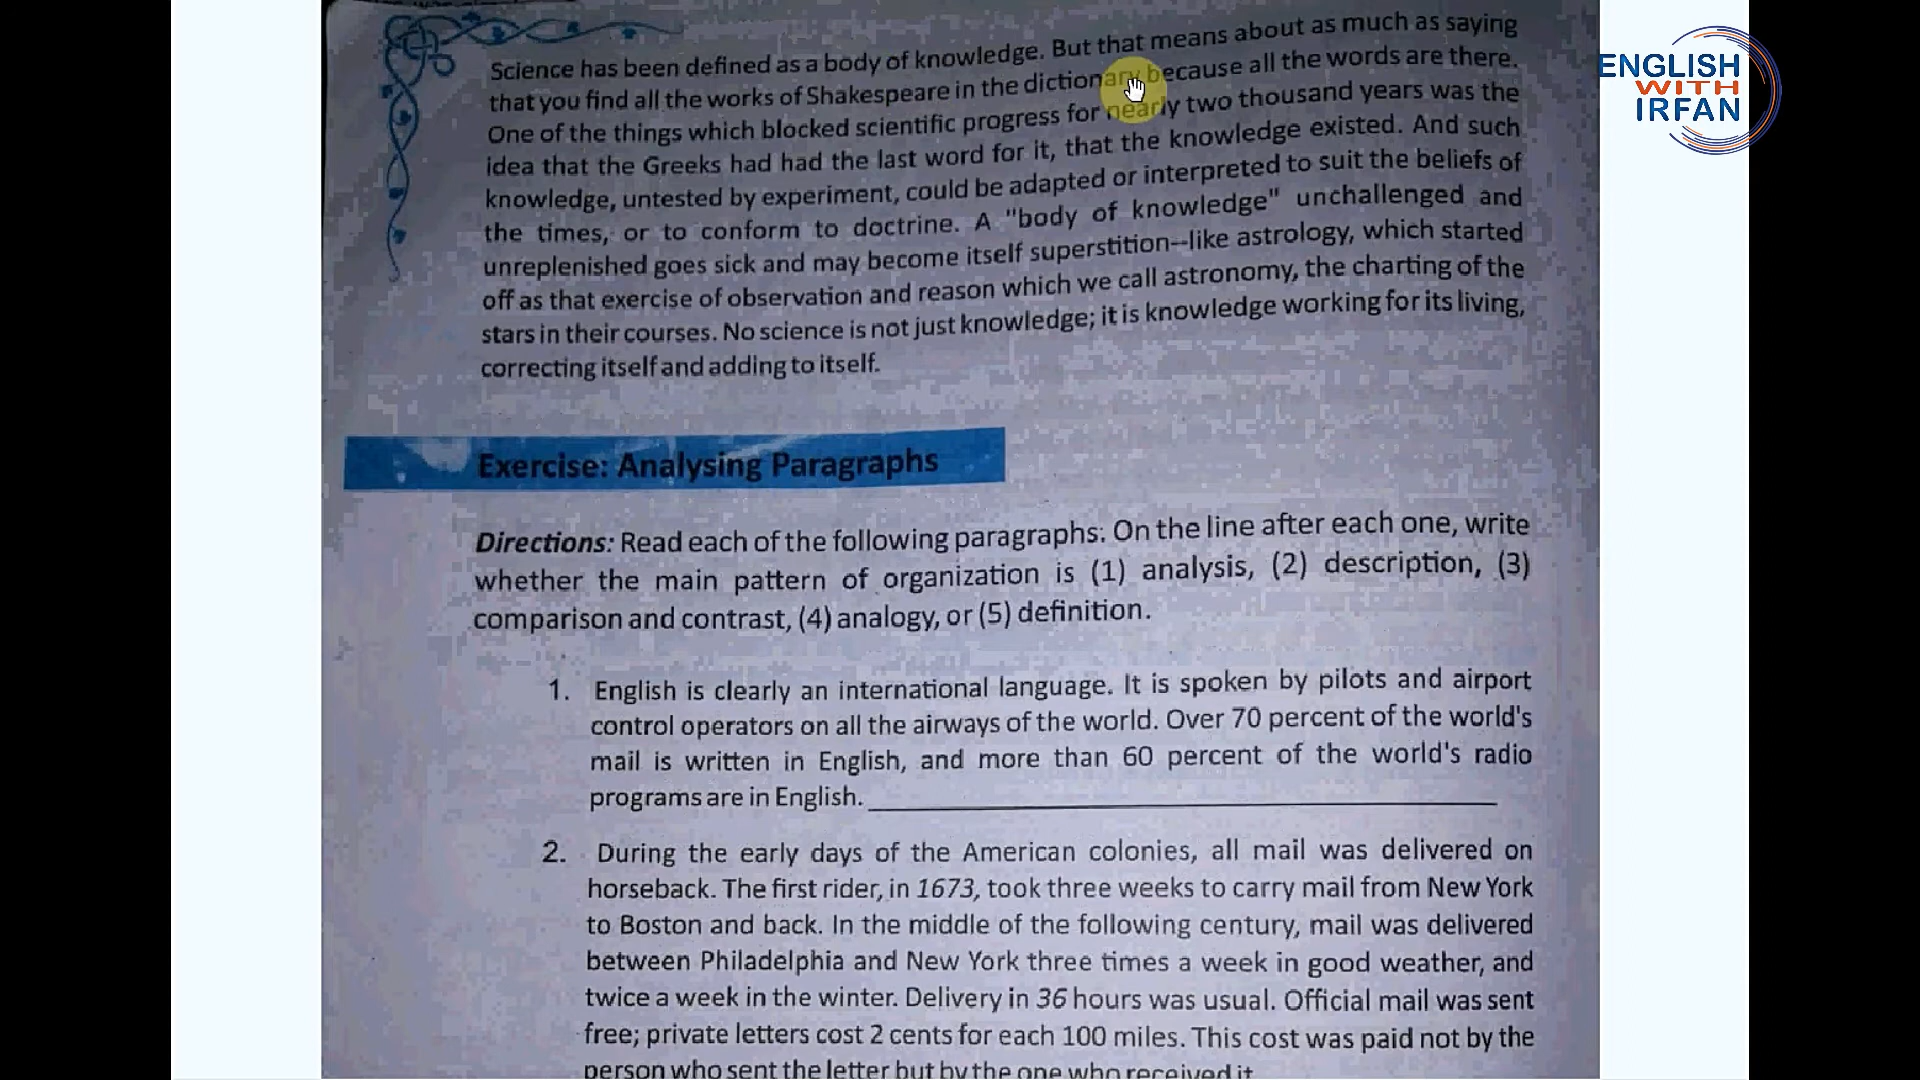 Science has been defined as a body of knowledge. But that means about as much as saying
that you find all the works of Shakespeare in the dictionary because all the words are there.
One of the things which blocked scientific progress for nearly two thousand years was the
idea that the Greeks had had the last word for it, that the knowledge existed. And such
knowledge, untested by experiment, could be adapted or interpreted to suit the beliefs of
the times, or to conform to doctrine. A "body of knowledge" unchallenged and
unreplenished goes sick and may become itself superstition--like astrology, which started
off as that exercise of observation and reason which we call astronomy, the charting of the
stars in their courses. No science is not just knowledge; it is knowledge working for its living,
correcting itself and adding to itself.
ENGLISH
WITH
IRFAN
Exercise: Analysing Paragraphs
Directions: Read each of the following paragraphs: On the line after each one, write
whether the main pattern of organization is (1) analysis, (2) description, (3)
comparison and contrast, (4) analogy, or (5) definition.
1. English is clearly an international language. It is spoken by pilots and airport
control operators on all the airways of the world. Over 70 percent of the world's
mail is written in English, and more than 60 percent of the world's radio
programs are in English.
2. During the early days of the American colonies, all mail was delivered on
horseback. The first rider, in 1673, took three weeks to carry mail from New York
to Boston and back. In the middle of the following century, mail was delivered
between Philadelphia and New York three times a week in good weather, and
twice a week in the winter. Delivery in 36 hours was usual. Official mail was sent
free; private letters cost 2 cents for each 100 miles. This cost was paid not by the
person who sent the letter but by the one who received it